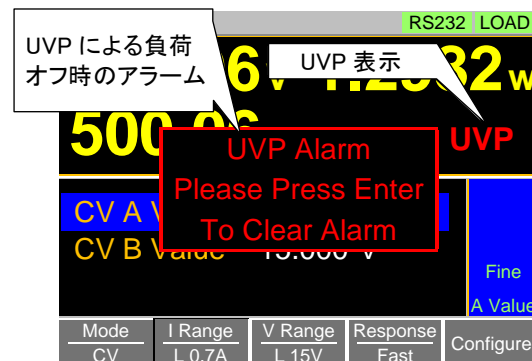 RS232 LOAD
UVP による負荷
オフ時のアラーム
UVP 表示
W
UVP
UVP Alarm
Please Press Enter
To Clear Alarm
CV A
CV B Value 15.000 V
Fine
A Value
Mode I Range V Range Response Configure
CV L 0.7A L 15V Fast